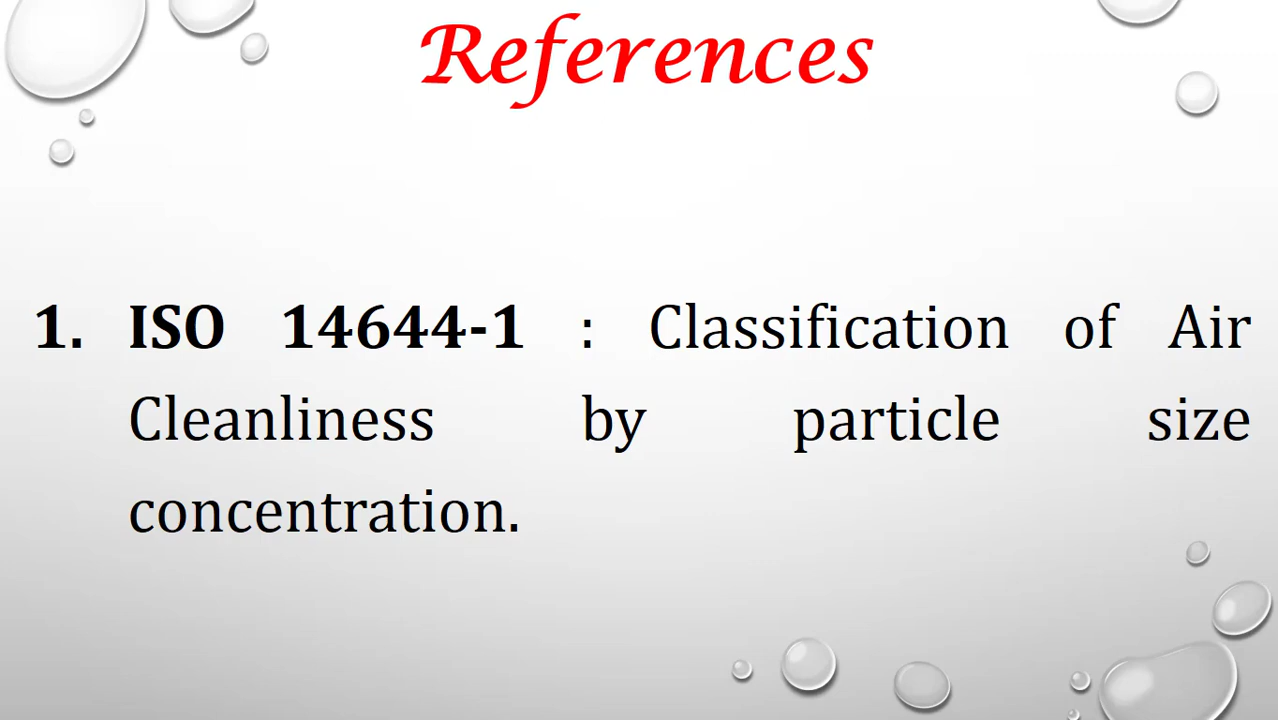 References
1. ISO 14644-1 : Classification of Air
Cleanliness by particle size
concentration.